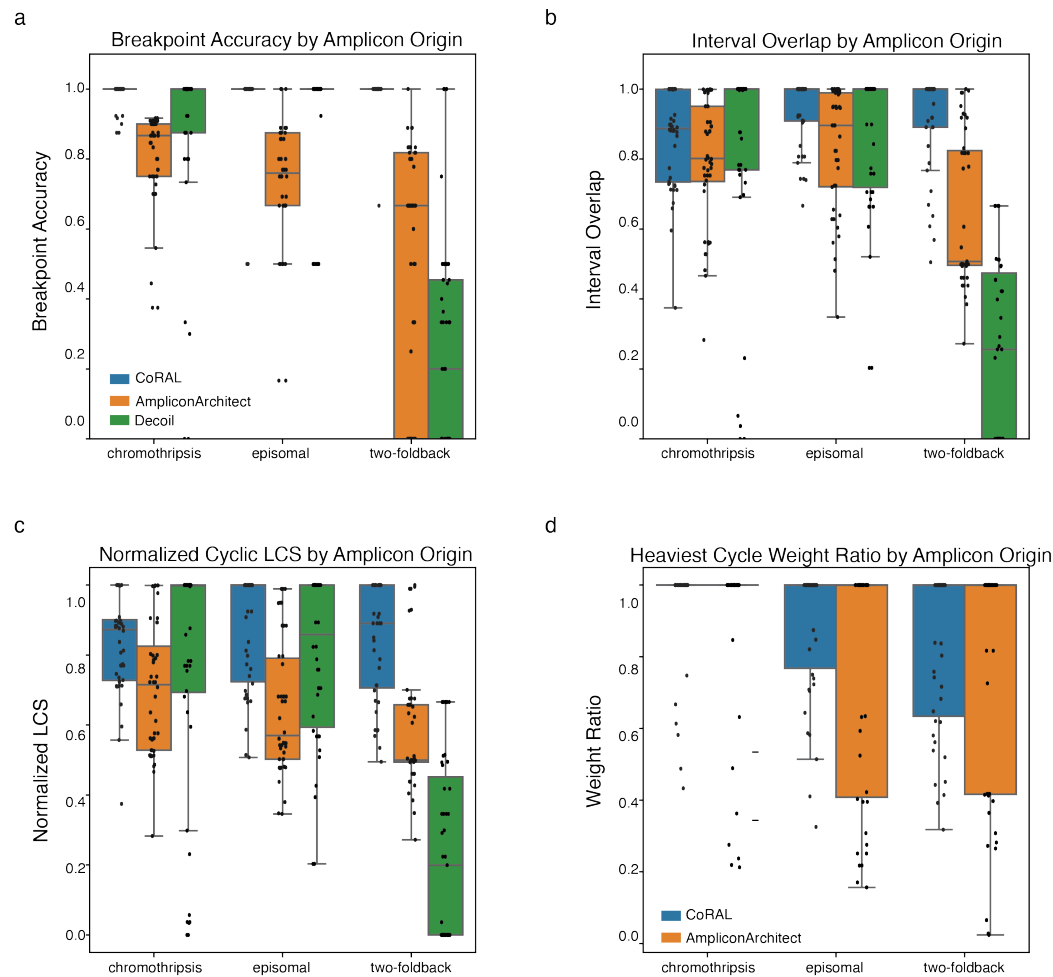 a
Breakpoint Accuracy by Amplicon Origin
Breakpoint Accuracy
1.0
0.8
0.6
0.4
0.2
0.0
CoRAL
AmpliconArchitect
Decoil
chromothripsis episomal two-foldback
b
Interval Overlap by Amplicon Origin
Interval Overlap
1.0
0.8
0.6
0.4
0.2
0.0
chromothripsis episomal two-foldback
c
Normalized Cyclic LCS by Amplicon Origin
Normalized LCS
1.0
0.8
0.6
0.4
0.2
0.0
chromothripsis episomal two-foldback
d
Heaviest Cycle Weight Ratio by Amplicon Origin
Weight Ratio
1.0
0.8
0.6
0.4
0.2
0.0
CoRAL
AmpliconArchitect
chromothripsis episomal two-foldback